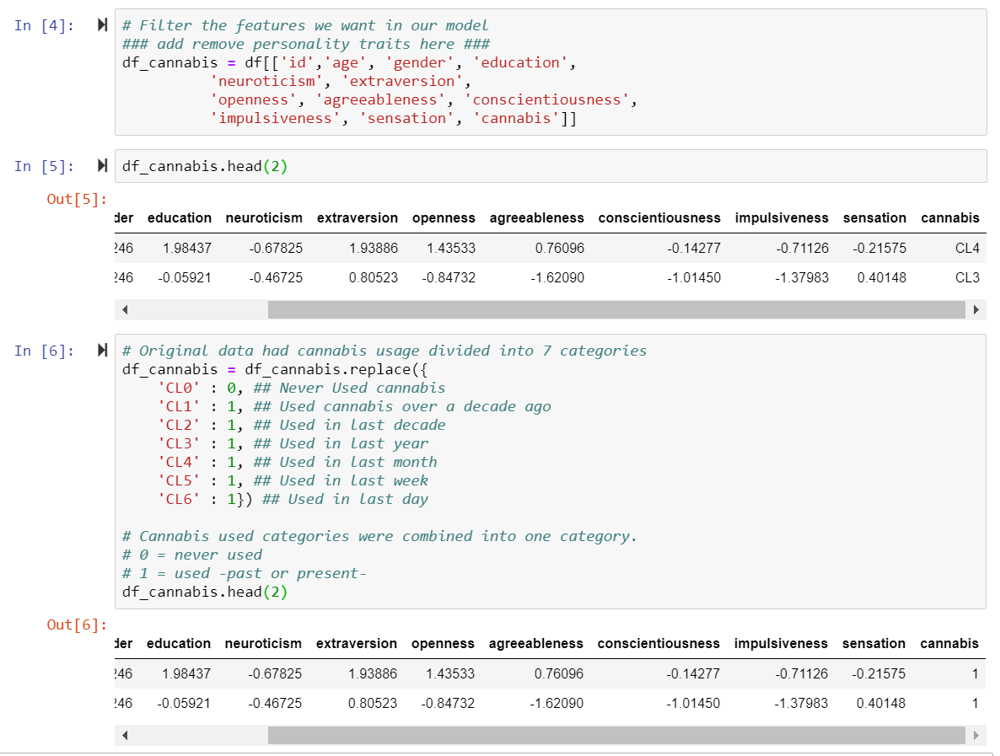 In [4]:
# Filter the features we want in our model
### add remove personality traits here ###
df_cannabis = df[['id','age', 'gender', 'education',
'neuroticism', 'extraversion',
'openness', 'agreeableness', 'conscientiousness',
'impulsiveness', 'sensation', 'cannabis']]
In [5]:
df_cannabis.head(2)
Out[5]:
der education neuroticism extraversion openness agreeableness conscientiousness impulsiveness sensation cannabis
246 1.98437 -0.67825 1.93886 1.43533 0.76096 -0.14277 -0.71126 -0.21575 CL4
246 -0.05921 -0.46725 0.80523 -0.84732 -1.62090 -1.01450 -1.37983 0.40148 CL3
In [6]:
# Original data had cannabis usage divided into 7 categories
df_cannabis = df_cannabis.replace({
'CL0' : 0, ## Never Used cannabis
'CL1' : 1, ## Used cannabis over a decade ago
'CL2' : 1, ## Used in last decade
'CL3' : 1, ## Used in last year
'CL4' : 1, ## Used in last month
'CL5' : 1, ## Used in last week
'CL6' : 1}) ## Used in last day
# Cannabis used categories were combined into one category.
# 0 = never used
# 1 = used -past or present-
df_cannabis.head(2)
Out[6]:
der education neuroticism extraversion openness agreeableness conscientiousness impulsiveness sensation cannabis
246 1.98437 -0.67825 1.93886 1.43533 0.76096 -0.14277 -0.71126 -0.21575 1
246 -0.05921 -0.46725 0.80523 -0.84732 -1.62090 -1.01450 -1.37983 0.40148 1